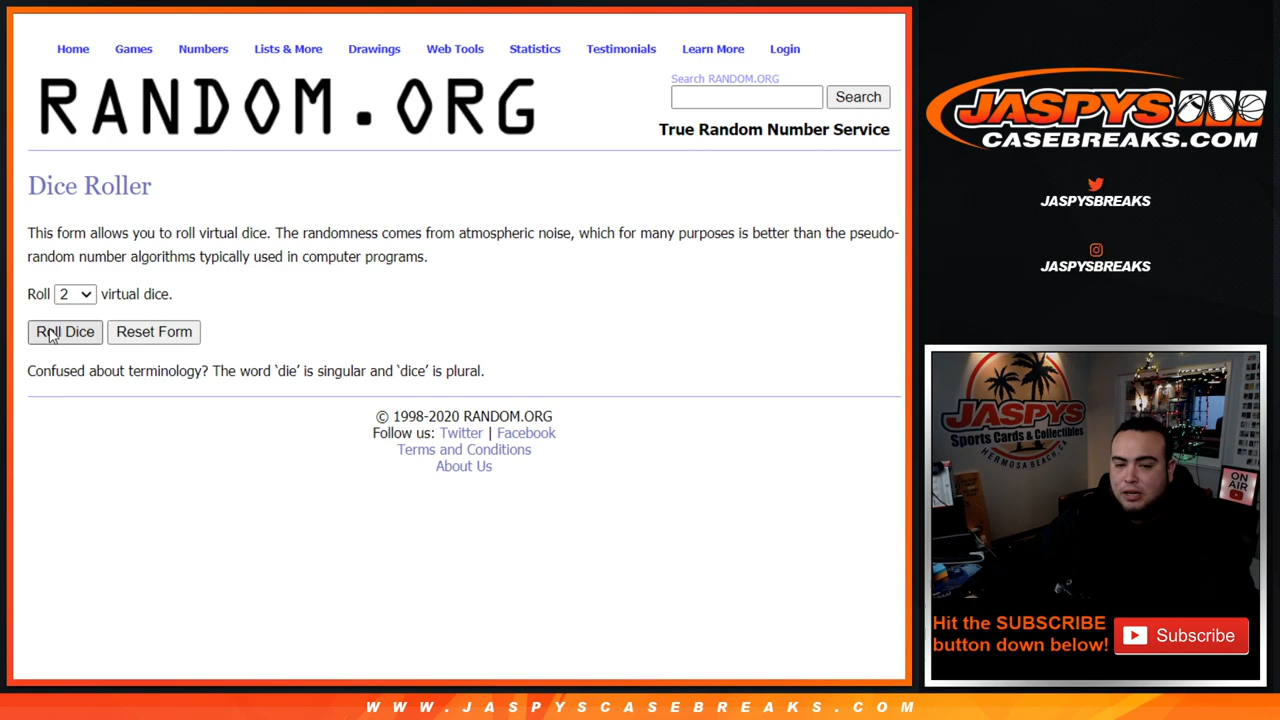 Home Games Numbers Lists & More Drawings Web Tools Statistics Testimonials Learn More Login
RANDOM.ORG
Search RANDOM.ORG
Search
True Random Number Service
Dice Roller
This form allows you to roll virtual dice. The randomness comes from atmospheric noise, which for many purposes is better than the pseudo-
random number algorithms typically used in computer programs.
Roll 2 virtual dice.
Roll Dice Reset Form
Confused about terminology? The word ‘die’ is singular and ‘dice’ is plural.
© 1998-2020 RANDOM.ORG
Follow us: Twitter | Facebook
Terms and Conditions
About Us
JASPYS
CASEBREAKS.COM
JASPYSBREAKS
JASPYSBREAKS
JASPYS
Sports Cards & Collectibles
HERMOSA BEACH, CA
ON
AIR
Hit the SUBSCRIBE
button down below!
Subscribe
WWW.JASPYSCASEBREAKS.COM